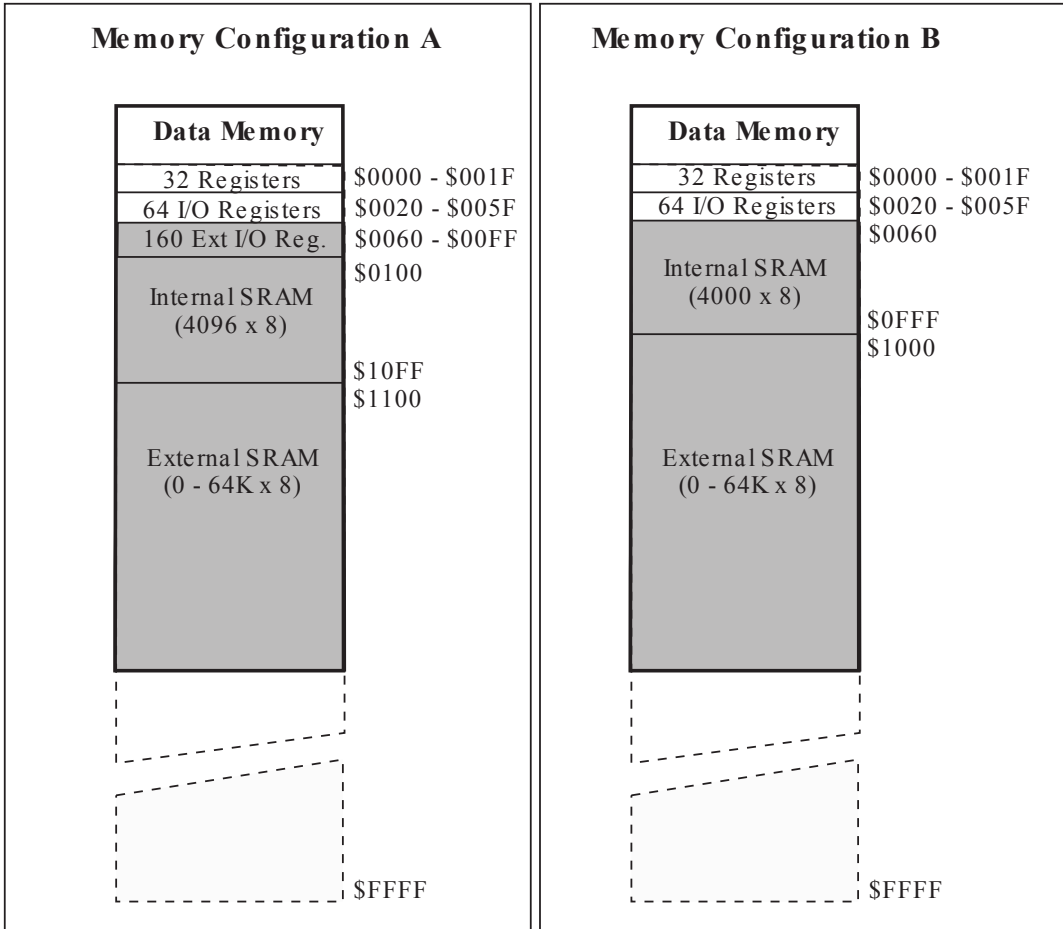 Memory Configuration A
Data Memory
32 Registers
$0000 - $001F
64 I/O Registers
$0020 - $005F
160 Ext I/O Reg.
$0060 - $00FF
$0100
Internal SRAM
(4096 x 8)
$10FF
$1100
External SRAM
(0 - 64K x 8)
$FFFF
Memory Configuration B
Data Memory
32 Registers
$0000 - $001F
64 I/O Registers
$0020 - $005F
$0060
Internal SRAM
(4000 x 8)
$0FFF
$1000
External SRAM
(0 - 64K x 8)
$FFFF